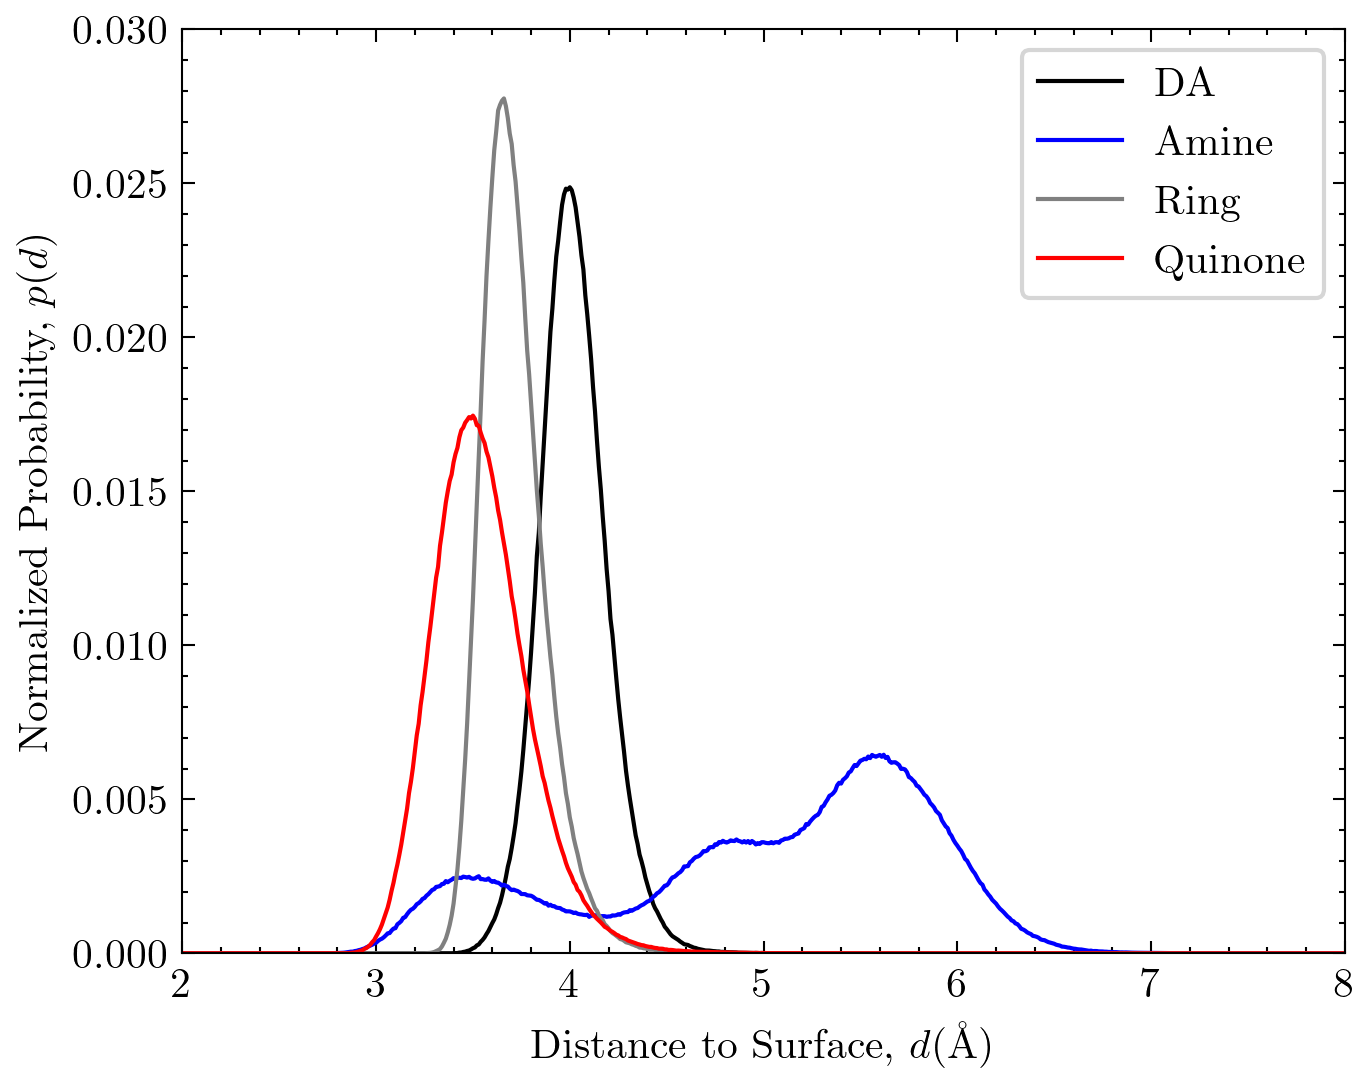 0.030
0.025
0.020
0.015
0.010
0.005
0.000
Normalized Probability, p(d)
2 3 4 5 6 7 8
Distance to Surface, d(Å)
DA
Amine
Ring
Quinone